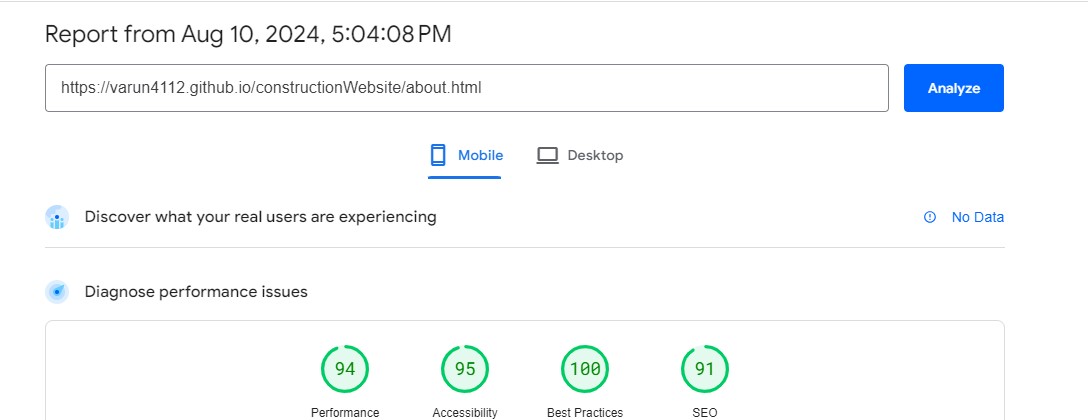 Report from Aug 10, 2024, 5:04:08 PM
https://varun4112.github.io/constructionWebsite/about.html
Analyze
Mobile Desktop
Discover what your real users are experiencing No Data
Diagnose performance issues
94 95 100 91
Performance Accessibility Best Practices SEO